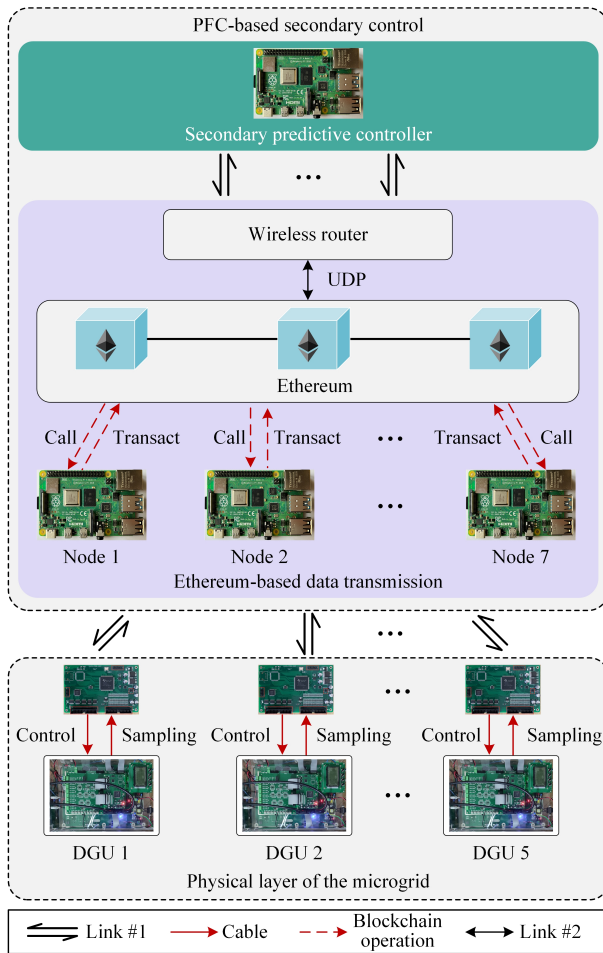 PFC-based secondary control
Secondary predictive controller
...
Wireless router
UDP
Ethereum
Call Transact Call Transact ... Transact Call
...
Node 1 Node 2 Node 7
Ethereum-based data transmission
...
...
Control Sampling Control Sampling Control Sampling
...
DGU 1 DGU 2 DGU 5
Physical layer of the microgrid
Link #1 Cable Blockchain operation Link #2